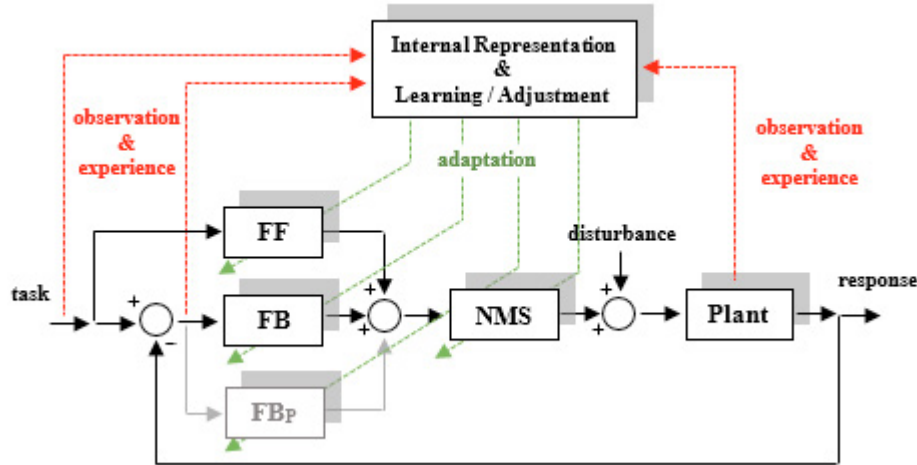 Internal Representation
&
Learning / Adjustment
observation
&
experience
adaptation
observation
&
experience
FF
disturbance
task
response
+
+
+
FB
NMS
Plant
+
+
−
FBP